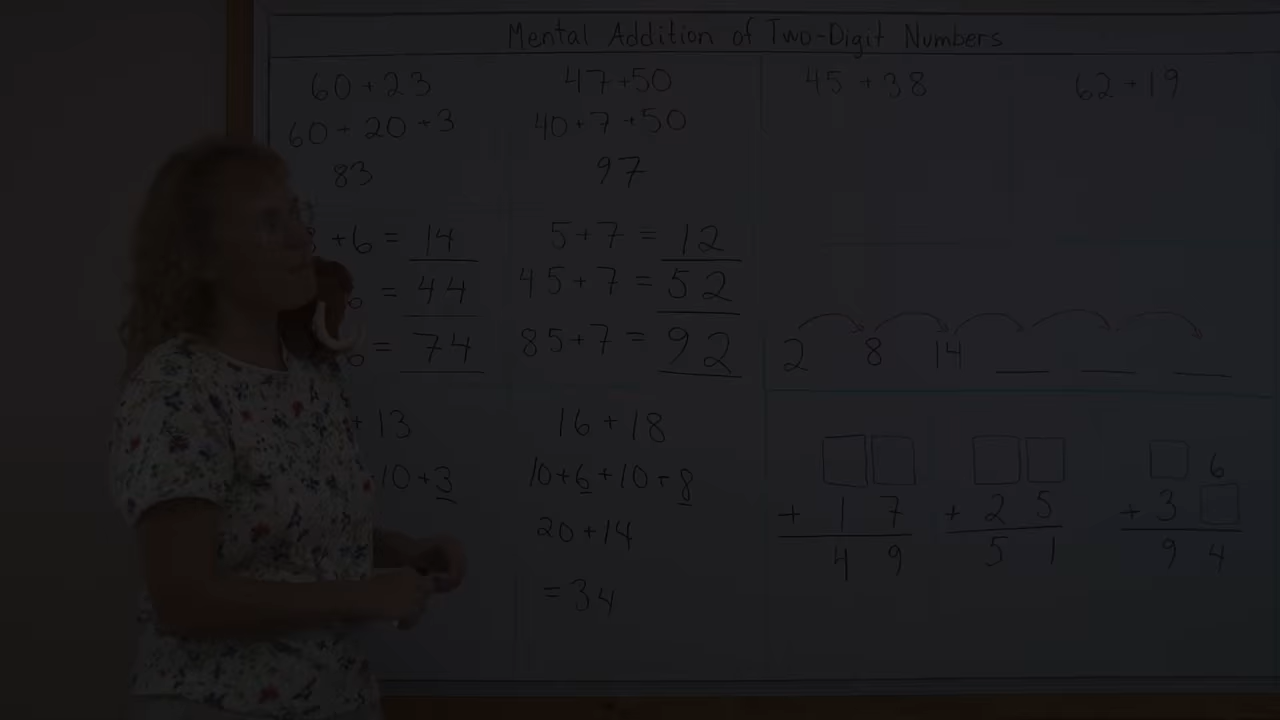 Mental Addition of Two-Digit Numbers
60 + 23
60 + 20 + 3
83
47 + 50
40 + 7 + 50
97
45 + 38
62 + 19
+ 6 = 14
= 44
= 74
5 + 7 = 12
45 + 7 = 52
85 + 7 = 92
2 8 14
+ 13
10 + 3
16 + 18
10 + 6 + 10 + 8
20 + 14
= 34
+ 1 7
4 9
+ 2 5
5 1
6
+ 3
9 4